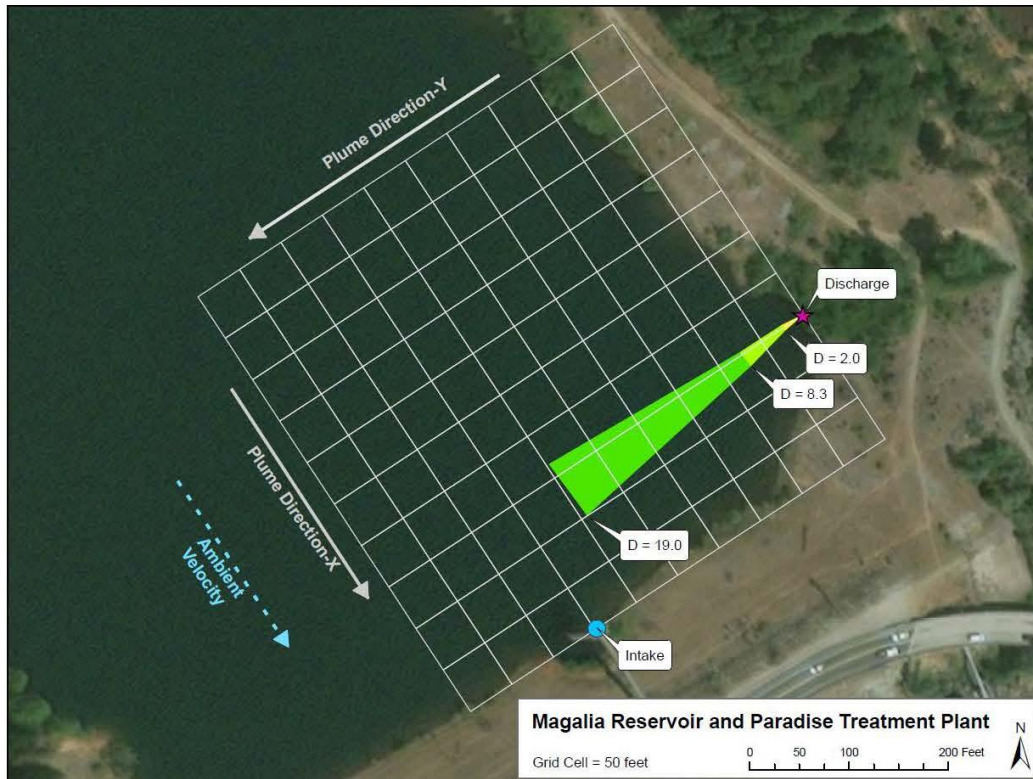 Plume Direction-Y
Discharge
D = 2.0
D = 8.3
Plume Direction-X
Ambient
Velocity
D = 19.0
Intake
Magalia Reservoir and Paradise Treatment Plant
N
Grid Cell = 50 feet
0 50 100 200 Feet